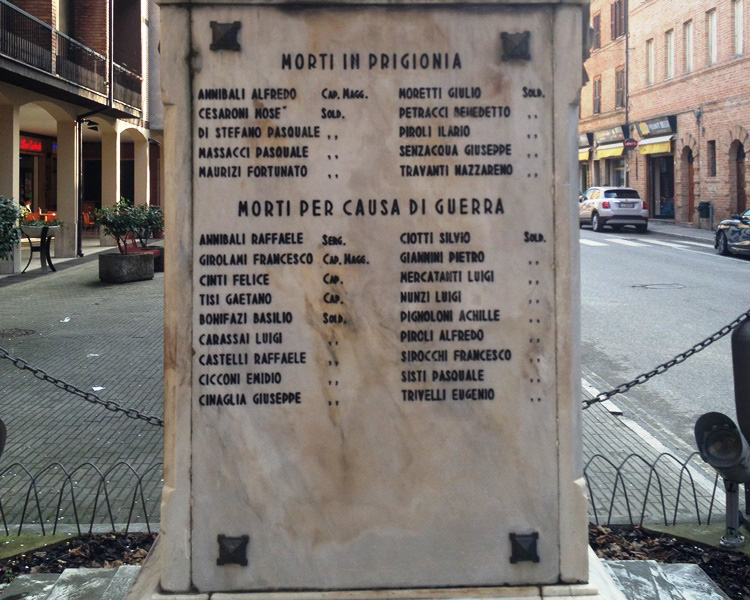 MORTI IN PRIGIONIA
ANNIBALI ALFREDO CAP. MAGG. MORETTI GIULIO SOLD.
CESARONI MOSE' SOLD. PETRACCI BENEDETTO ,,
DI STEFANO PASQUALE ,, PIROLI ILARIO ,,
MASSACCI PASQUALE ,, SENZACQUA GIUSEPPE ,,
MAURIZI FORTUNATO ,, TRAVANTI NAZZARENO ,,
MORTI PER CAUSA DI GUERRA
ANNIBALI RAFFAELE SERG. CIOTTI SILVIO SOLD.
GIROLANI FRANCESCO CAP. MAGG. GIANNINI PIETRO ,,
CINTI FELICE CAP. MERCATANTI LUIGI ,,
TISI GAETANO CAP. NUNZI LUIGI ,,
BONIFAZI BASILIO SOLD. PIGNOLONI ACHILLE ,,
CARASSAI LUIGI ,, PIROLI ALFREDO ,,
CASTELLI RAFFAELE ,, SIROCCHI FRANCESCO ,,
CICCONI EMIDIO ,, SISTI PASQUALE ,,
CINAGLIA GIUSEPPE ,, TRIVELLI EUGENIO ,,